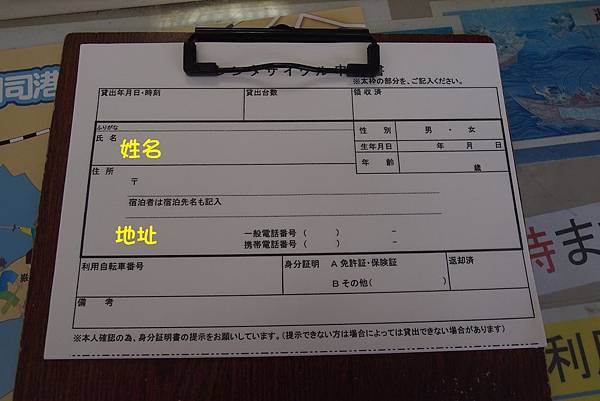 レンタサイクル申 書
※太枠の部分を、ご記入ください。
貸出年月日・時刻
貸出台数
領収済
ふりがな
氏名
姓名
性 別
男 ・ 女
生年月日
年 月 日
年 齢
歳
住所
〒
宿泊者は宿泊先名も記入
地址
一般電話番号 ( ) -
携帯電話番号 ( ) -
利用自転車番号
身分証明 A 免許証・保険証
B その他( )
返却済
備 考
※本人確認の為、身分証明書の提示をお願いしています。(提示できない方は場合によっては貸出できない場合があります)
司港
時ま
利